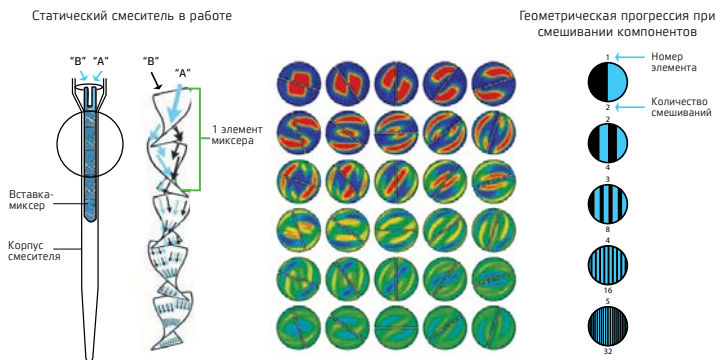 Статический смеситель в работе
"B" "A"
Вставка-
миксер
Корпус
смесителя
"B"
"A"
1 элемент
миксера
Геометрическая прогрессия при
смешивании компонентов
1
Номер
элемента
2
Количество
смешиваний
2
4
3
8
4
16
5
32